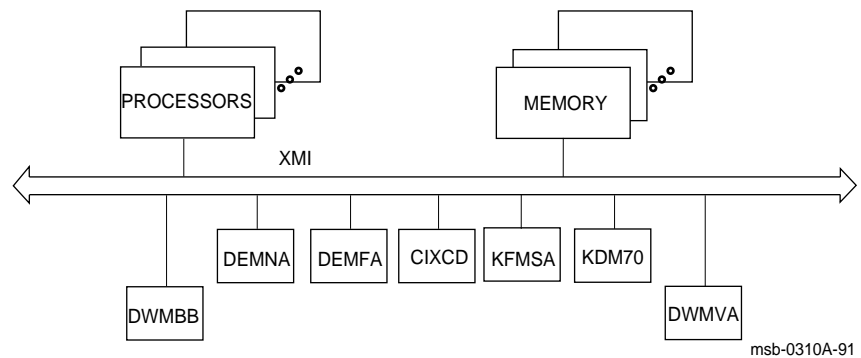 PROCESSORS
MEMORY
XMI
DEMNA
DEMFA
CIXCD
KFMSA
KDM70
DWMBB
DWMVA
msb-0310A-91